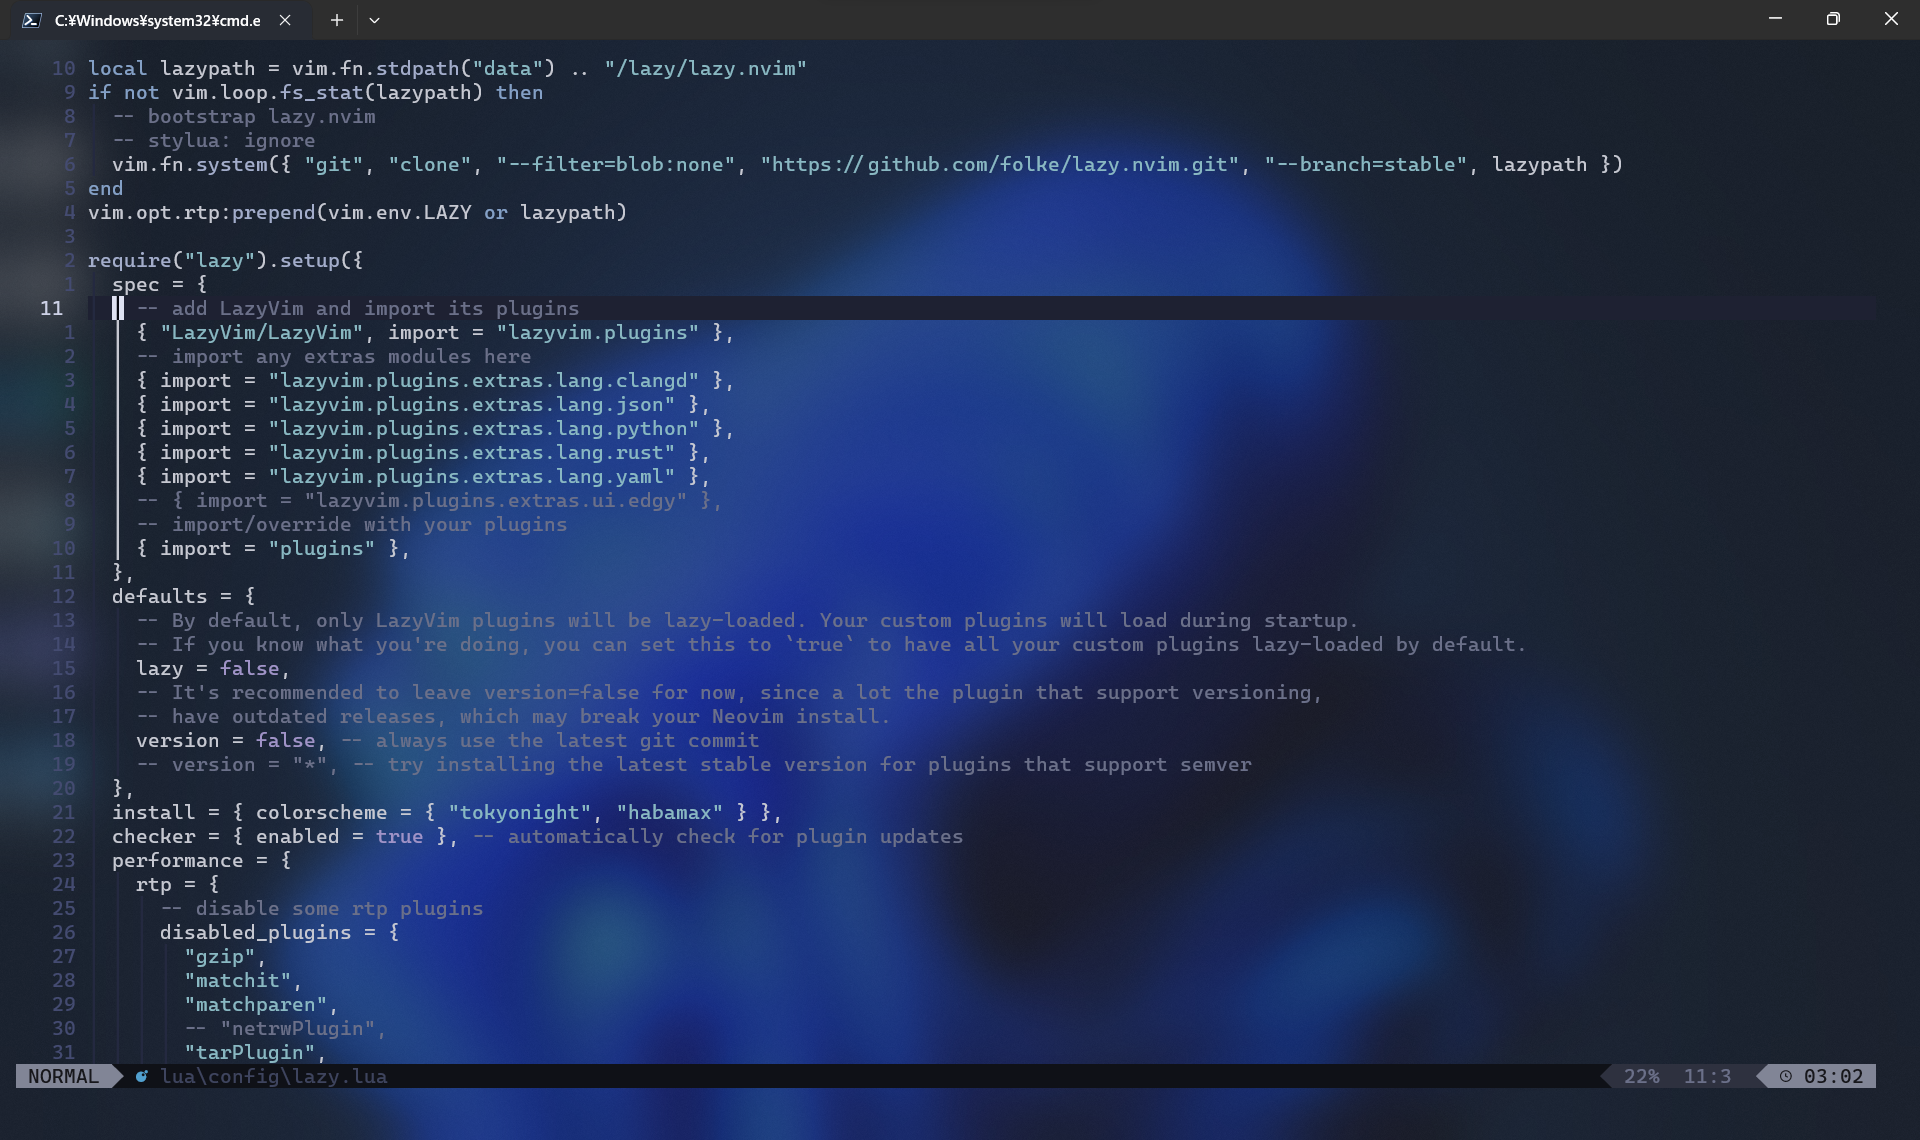 C:¥Windows¥system32¥cmd.e
10 local lazypath = vim.fn.stdpath("data") .. "/lazy/lazy.nvim"
9 if not vim.loop.fs_stat(lazypath) then
8   -- bootstrap lazy.nvim
7   -- stylua: ignore
6   vim.fn.system({ "git", "clone", "--filter=blob:none", "https://github.com/folke/lazy.nvim.git", "--branch=stable", lazypath })
5 end
4 vim.opt.rtp:prepend(vim.env.LAZY or lazypath)
3
2 require("lazy").setup({
1   spec = {
11     -- add LazyVim and import its plugins
1     { "LazyVim/LazyVim", import = "lazyvim.plugins" },
2     -- import any extras modules here
3     { import = "lazyvim.plugins.extras.lang.clangd" },
4     { import = "lazyvim.plugins.extras.lang.json" },
5     { import = "lazyvim.plugins.extras.lang.python" },
6     { import = "lazyvim.plugins.extras.lang.rust" },
7     { import = "lazyvim.plugins.extras.lang.yaml" },
8     -- { import = "lazyvim.plugins.extras.ui.edgy" },
9     -- import/override with your plugins
10     { import = "plugins" },
11   },
12   defaults = {
13     -- By default, only LazyVim plugins will be lazy-loaded. Your custom plugins will load during startup.
14     -- If you know what you're doing, you can set this to `true` to have all your custom plugins lazy-loaded by default.
15     lazy = false,
16     -- It's recommended to leave version=false for now, since a lot the plugin that support versioning,
17     -- have outdated releases, which may break your Neovim install.
18     version = false, -- always use the latest git commit
19     -- version = "*", -- try installing the latest stable version for plugins that support semver
20   },
21   install = { colorscheme = { "tokyonight", "habamax" } },
22   checker = { enabled = true }, -- automatically check for plugin updates
23   performance = {
24     rtp = {
25       -- disable some rtp plugins
26       disabled_plugins = {
27         "gzip",
28         "matchit",
29         "matchparen",
30         -- "netrwPlugin",
31         "tarPlugin",
NORMAL lua\config\lazy.lua 22% 11:3 03:02